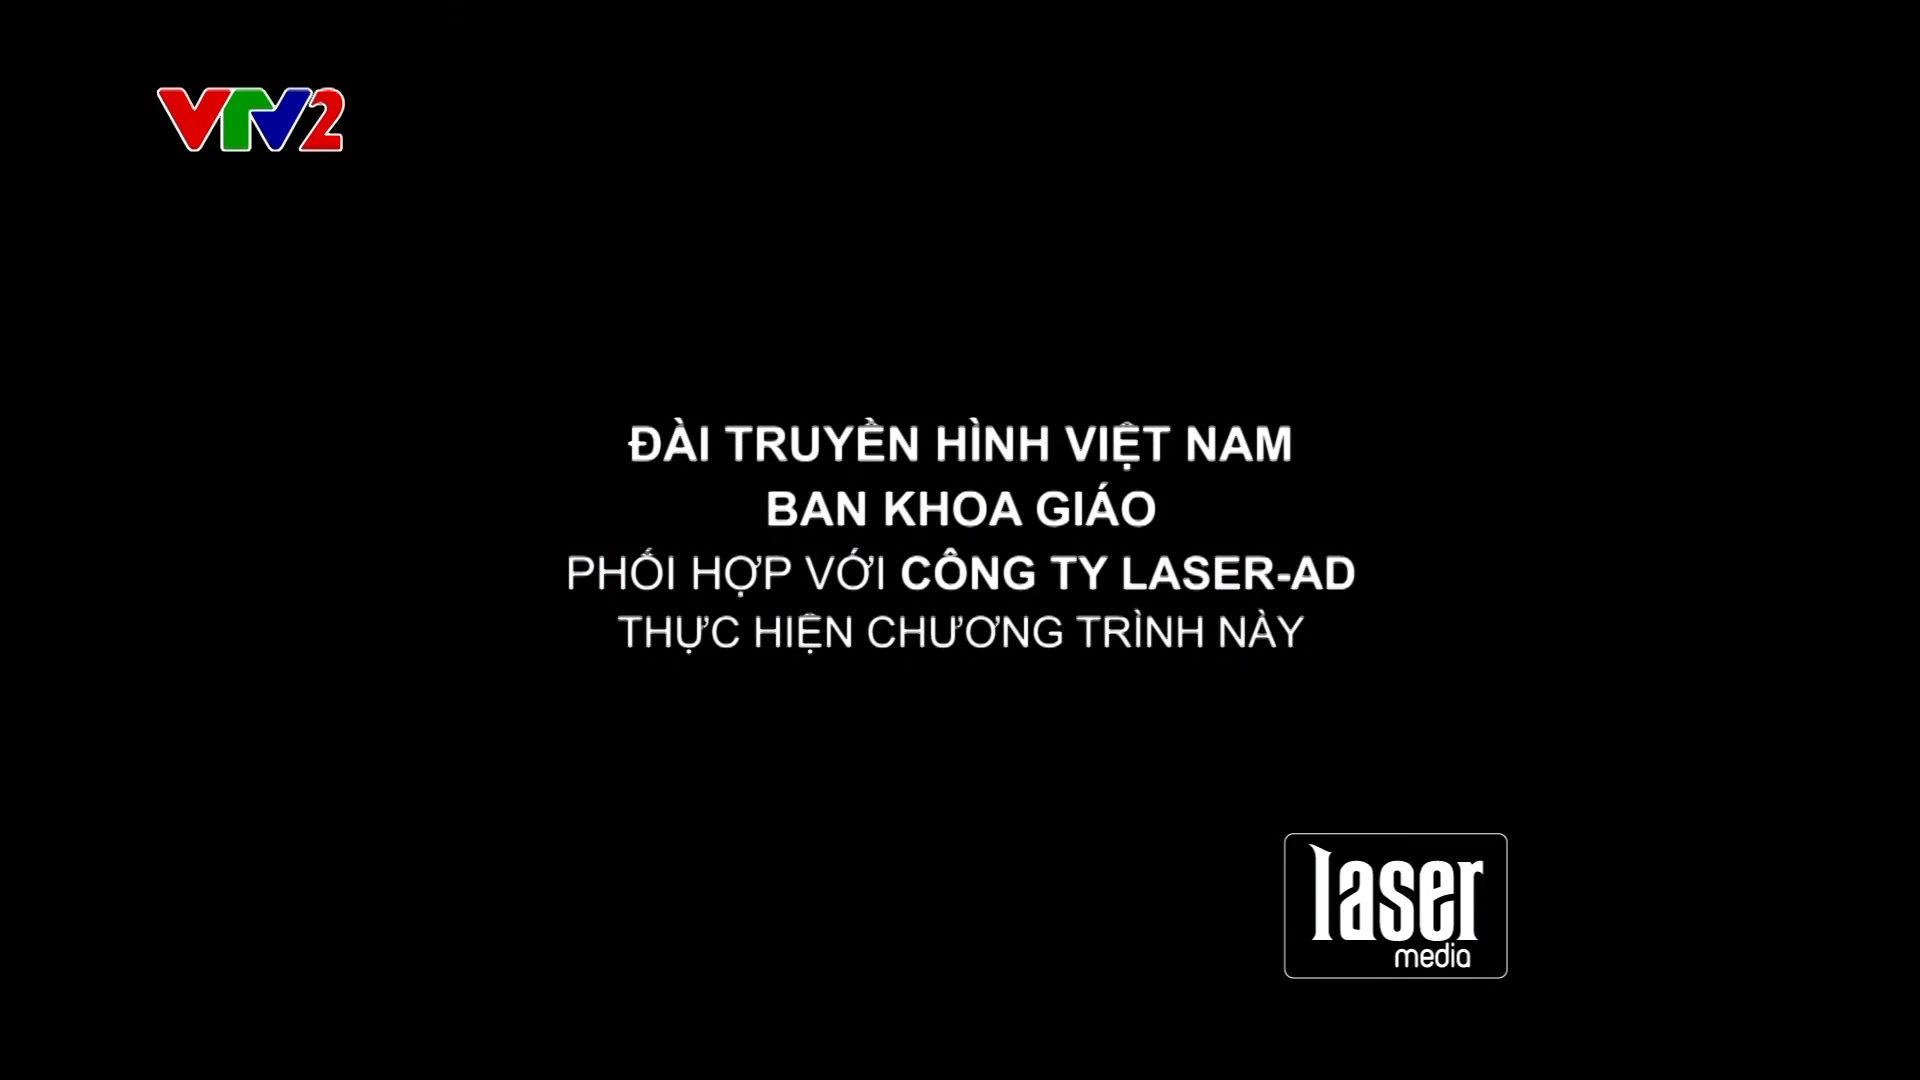 VTV2
ĐÀI TRUYỀN HÌNH VIỆT NAM
BAN KHOA GIÁO
PHỐI HỢP VỚI CÔNG TY LASER-AD
THỰC HIỆN CHƯƠNG TRÌNH NÀY
laser
media